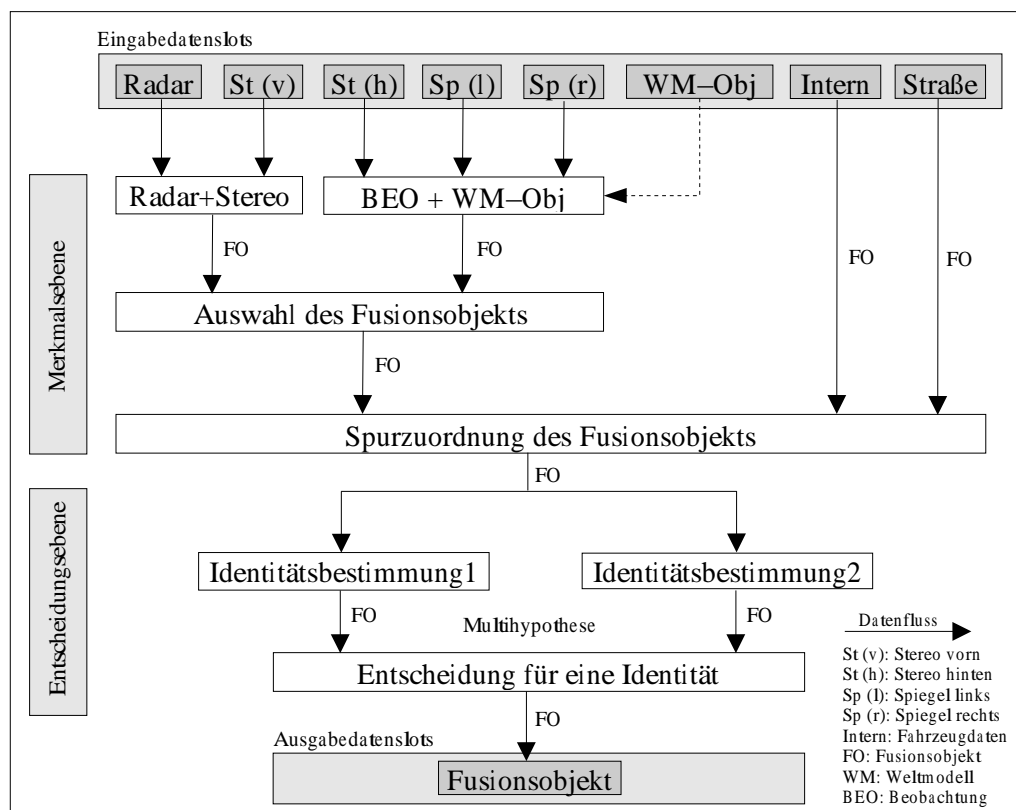 Eingabedatenslots
Radar St (v) St (h) Sp (l) Sp (r) WM–Obj Intern Straße
Merkmalsebene
Radar+Stereo BEO + WM–Obj
FO FO FO FO
Auswahl des Fusionsobjekts
FO
Spurzuordnung des Fusionsobjekts
FO
Entscheidungsebene
Identitätsbestimmung1 Identitätsbestimmung2
FO Multihypothese FO
Entscheidung für eine Identität
FO
Ausgabedatenslots
Fusionsobjekt
Datenfluss
St (v): Stereo vorn
St (h): Stereo hinten
Sp (l): Spiegel links
Sp (r): Spiegel rechts
Intern: Fahrzeugdaten
FO: Fusionsobjekt
WM: Weltmodell
BEO: Beobachtung